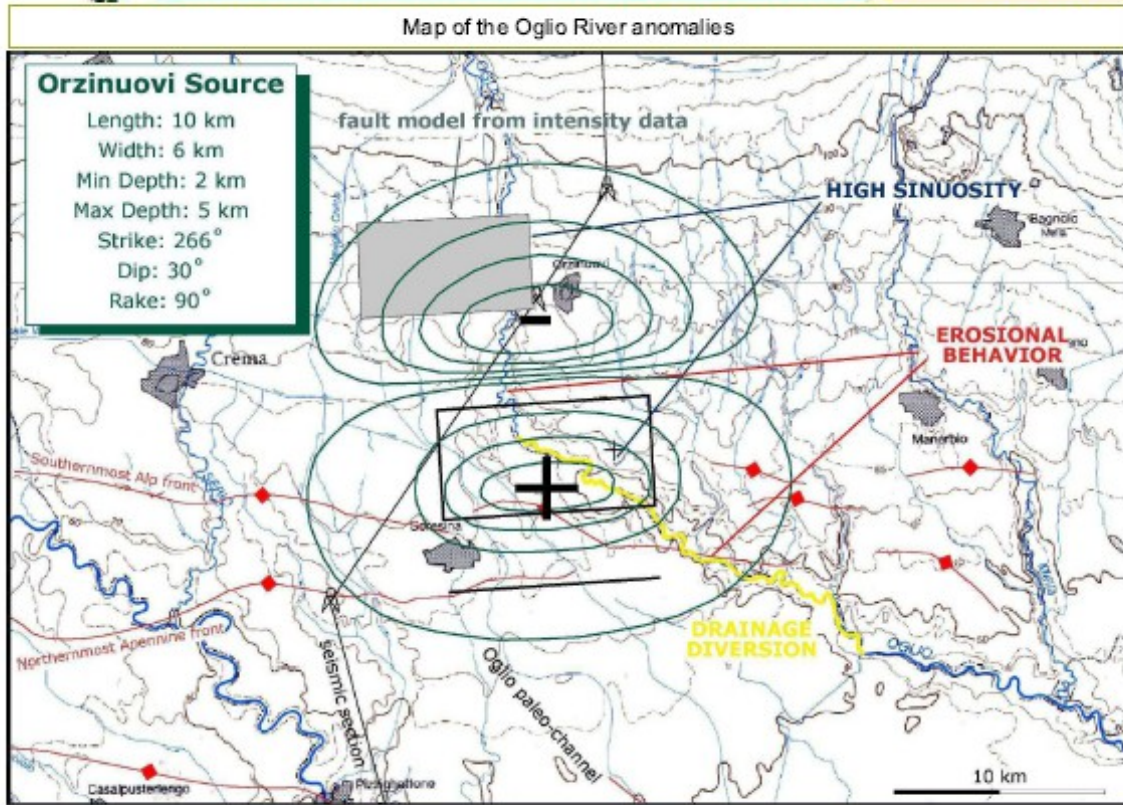 Map of the Oglio River anomalies
Orzinuovi Source
Length: 10 km
Width: 6 km
Min Depth: 2 km
Max Depth: 5 km
Strike: 266°
Dip: 30°
Rake: 90°
fault model from intensity data
HIGH SINUOSITY
Bagnolo
Mella
Orzinuovi
EROSIONAL
BEHAVIOR
Crema
Manerbio
Southernmost Alp front
Soresina
Northernmost Apennine front
DRAINAGE
DIVERSION
OGLIO
Mella
seismic section
Oglio paleo-channel
10 km
Casalpusterlengo
Pizzighettone